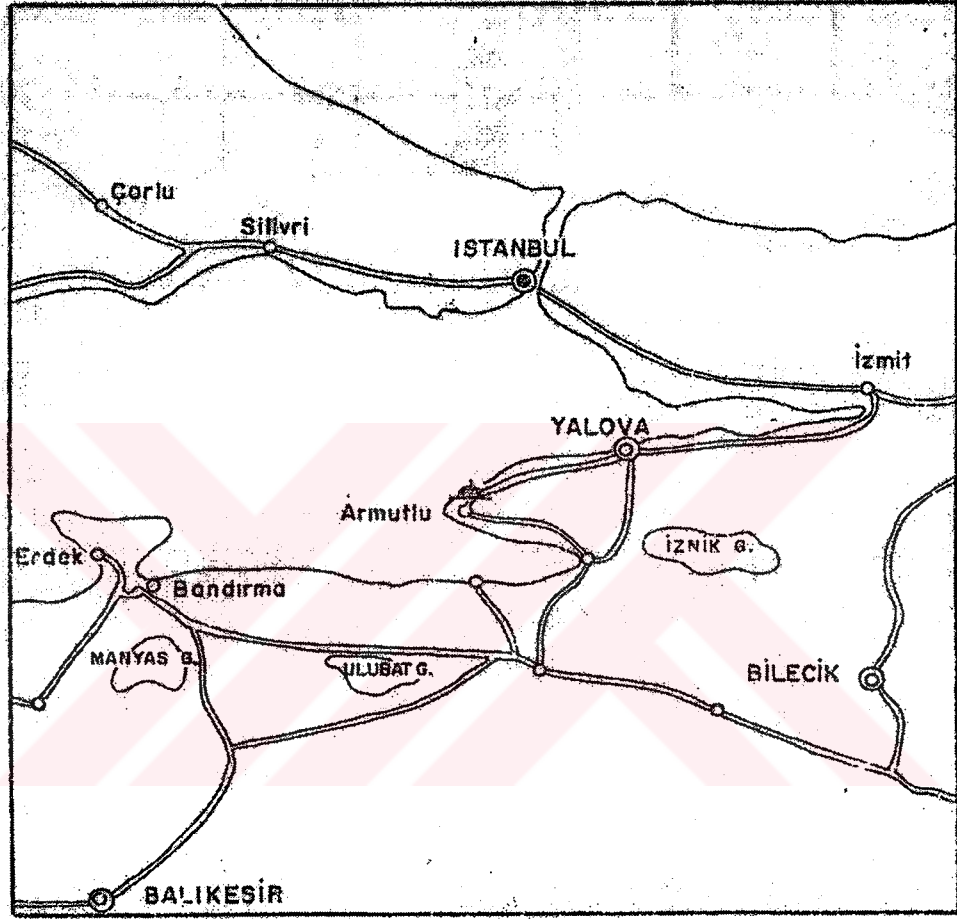 Çorlu
Silivri
ISTANBUL
İzmit
YALOVA
Armutlu
İZNİK G.
Erdek
Bandırma
MANYAS G.
ULUBAT G.
BİLECİK
BALIKESİR